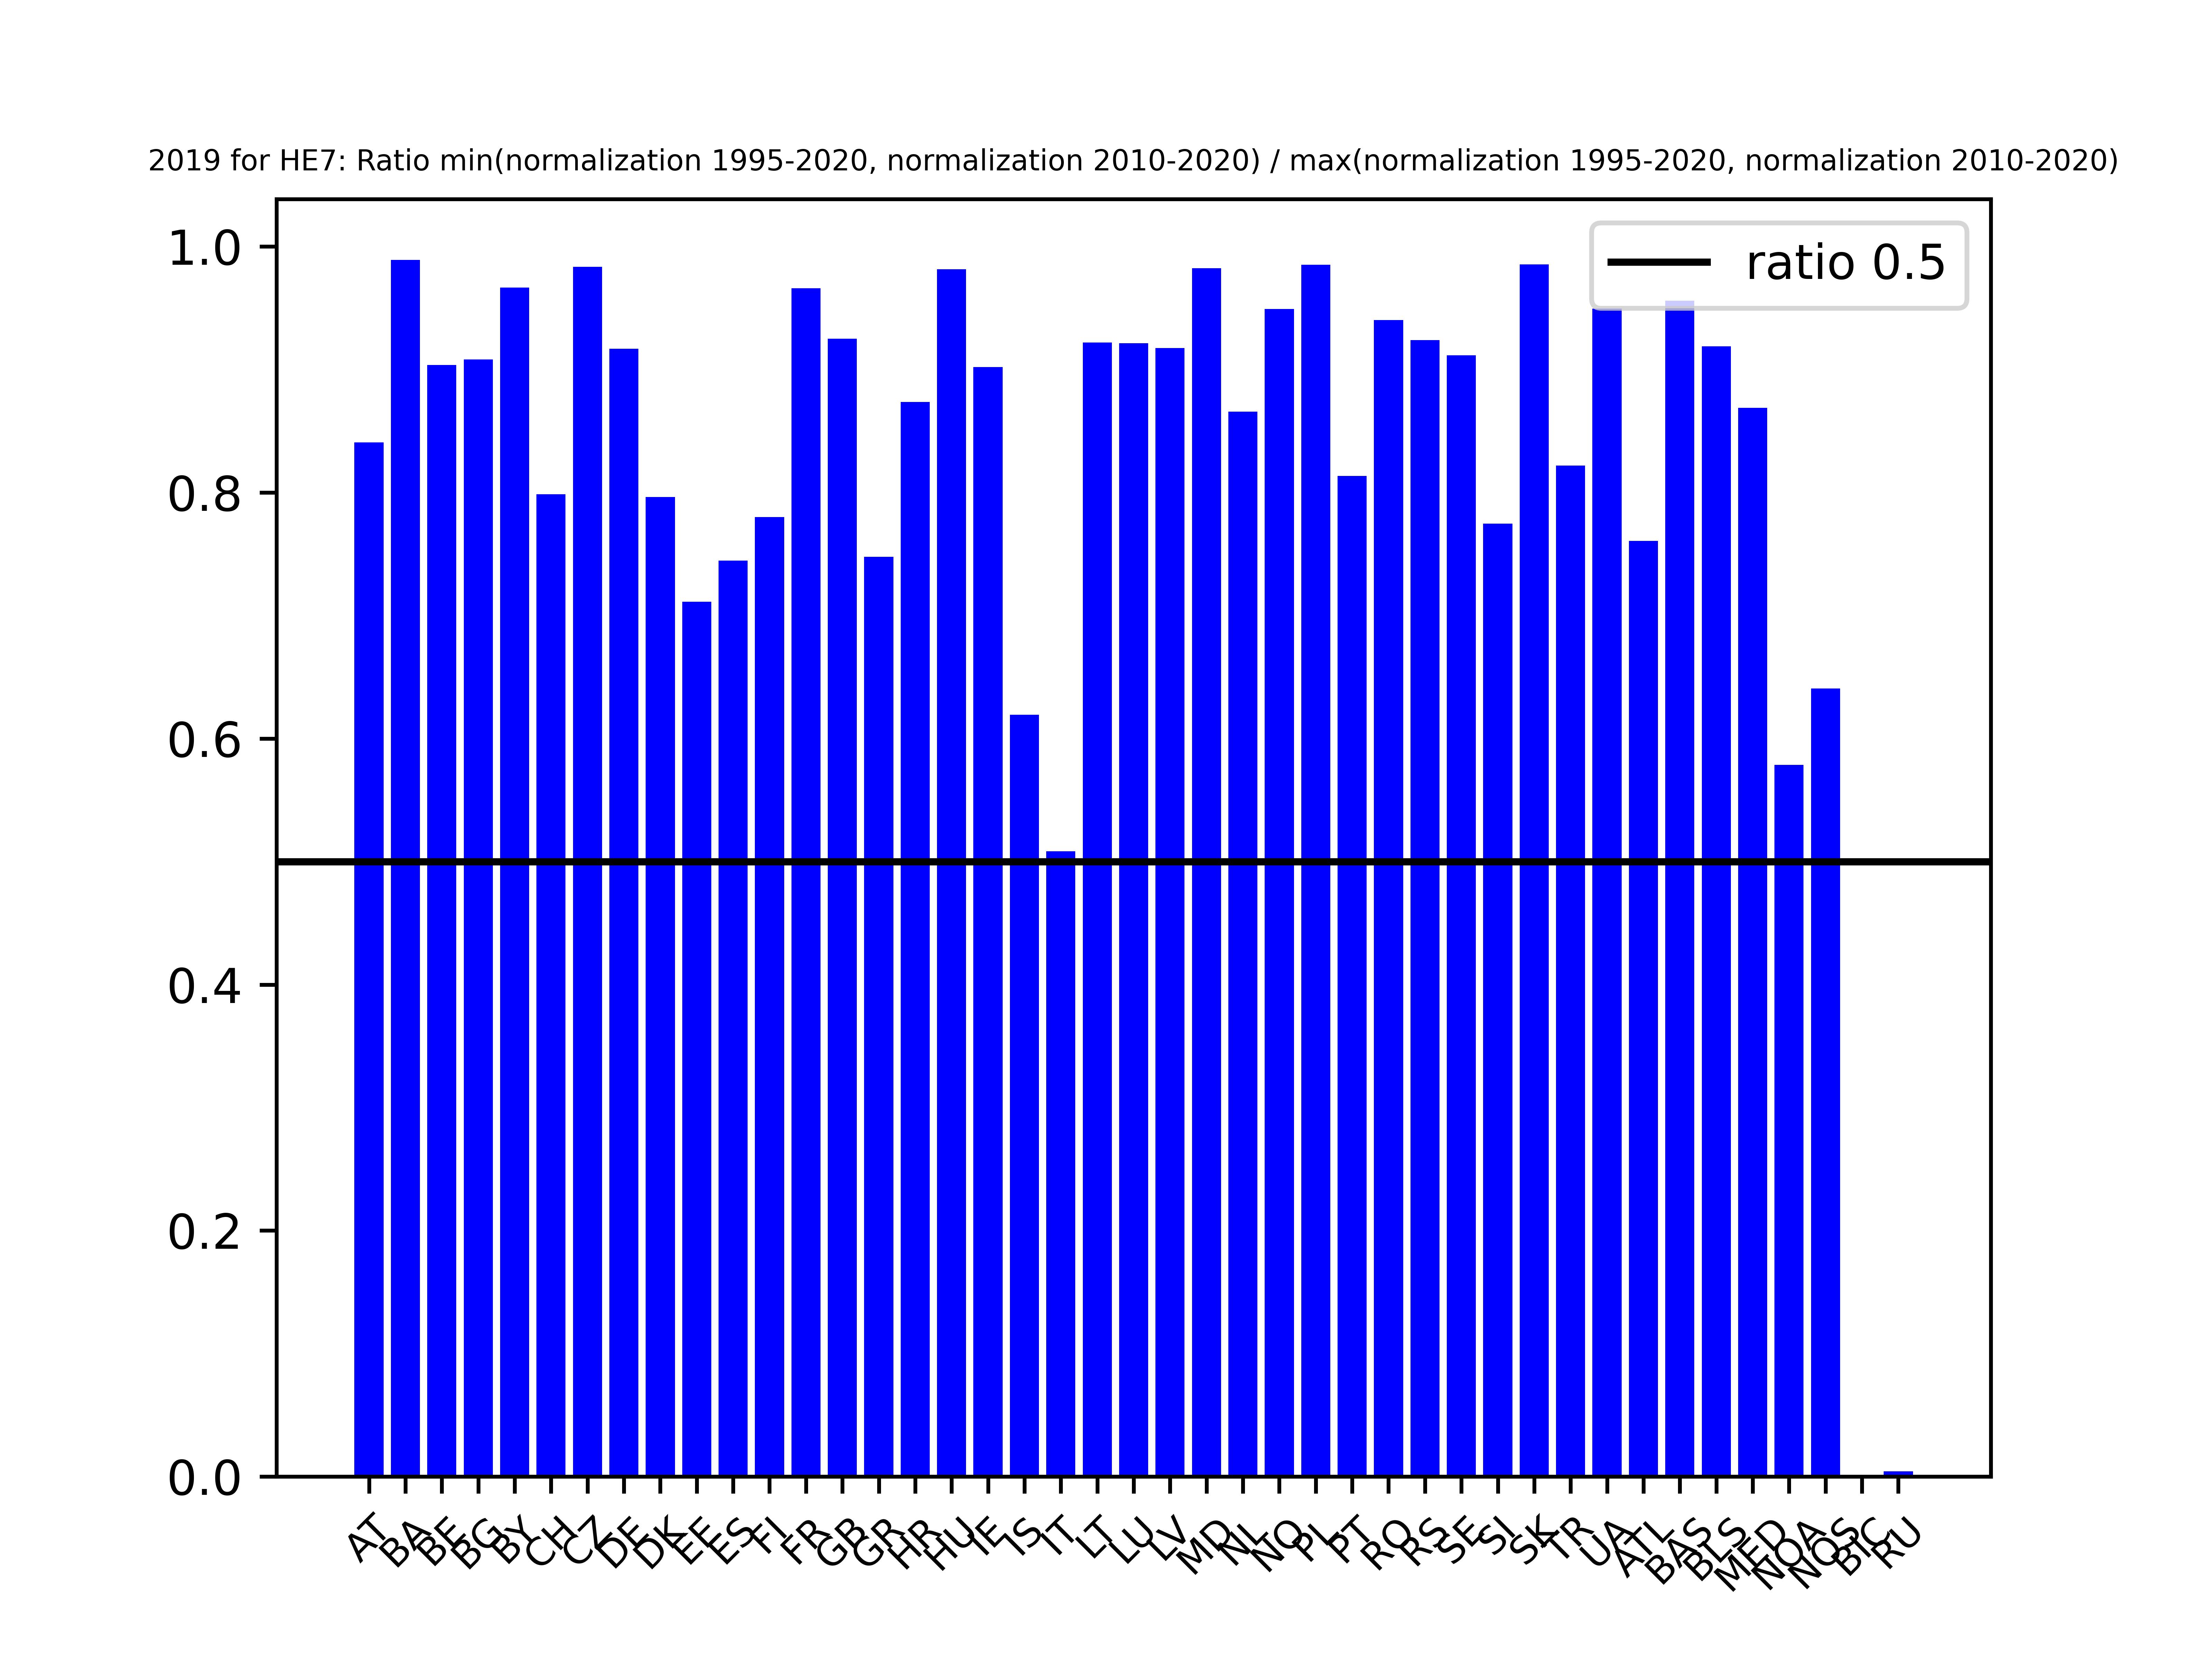 2019 for HE7: Ratio min(normalization 1995-2020, normalization 2010-2020) / max(normalization 1995-2020, normalization 2010-2020)
ratio 0.5
1.0
0.8
0.6
0.4
0.2
0.0
AT BA BE BG BY CH CZ DE DK EE ES FI FR GB GR HR HU IE IS IT LT LU LV MD NL NO PL PT RO RS SE SI SK TR UA ATL BAS BLS MED NOA NOS BIC RU